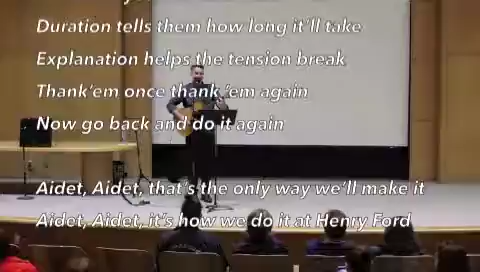 Duration tells them how long it'll take
Explanation helps the tension break
Thank'em once thank 'em again
Now go back and do it again
Aidet, Aidet, that's the only way we'll make it
Aidet, Aidet, it's how we do it at Henry Ford